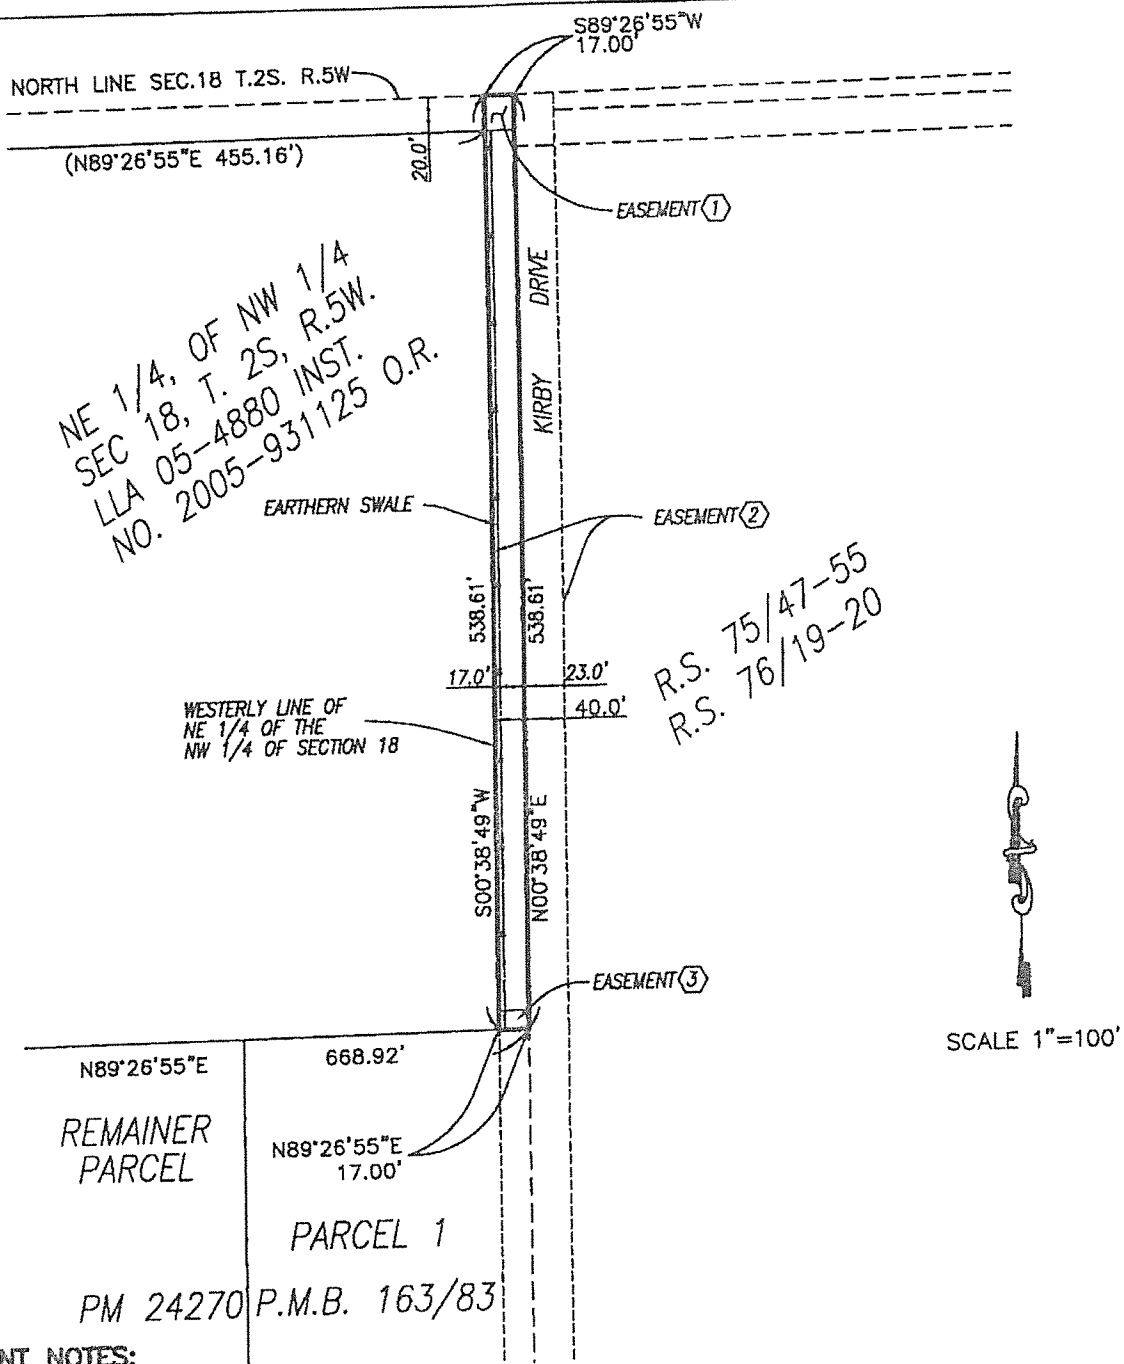 S89°26'55"W
17.00'
NORTH LINE SEC.18 T.2S. R.5W
(N89°26'55"E 455.16')
20.0'
EASEMENT 1
KIRBY DRIVE
NE 1/4, OF NW 1/4
SEC 18, T. 2S, R.5W.
LLA 05-4880 INST.
NO. 2005-931125 O.R.
EARTHERN SWALE
EASEMENT 2
538.61'
538.61'
R.S. 75/47-55
R.S. 76/19-20
17.0'
23.0'
40.0'
WESTERLY LINE OF
NE 1/4 OF THE
NW 1/4 OF SECTION 18
S00°38'49"W
N00°38'49"E
EASEMENT 3
SCALE 1"=100'
N89°26'55"E
668.92'
REMAINER
PARCEL
N89°26'55"E
17.00'
PARCEL 1
PM 24270 P.M.B. 163/83
NT NOTES: